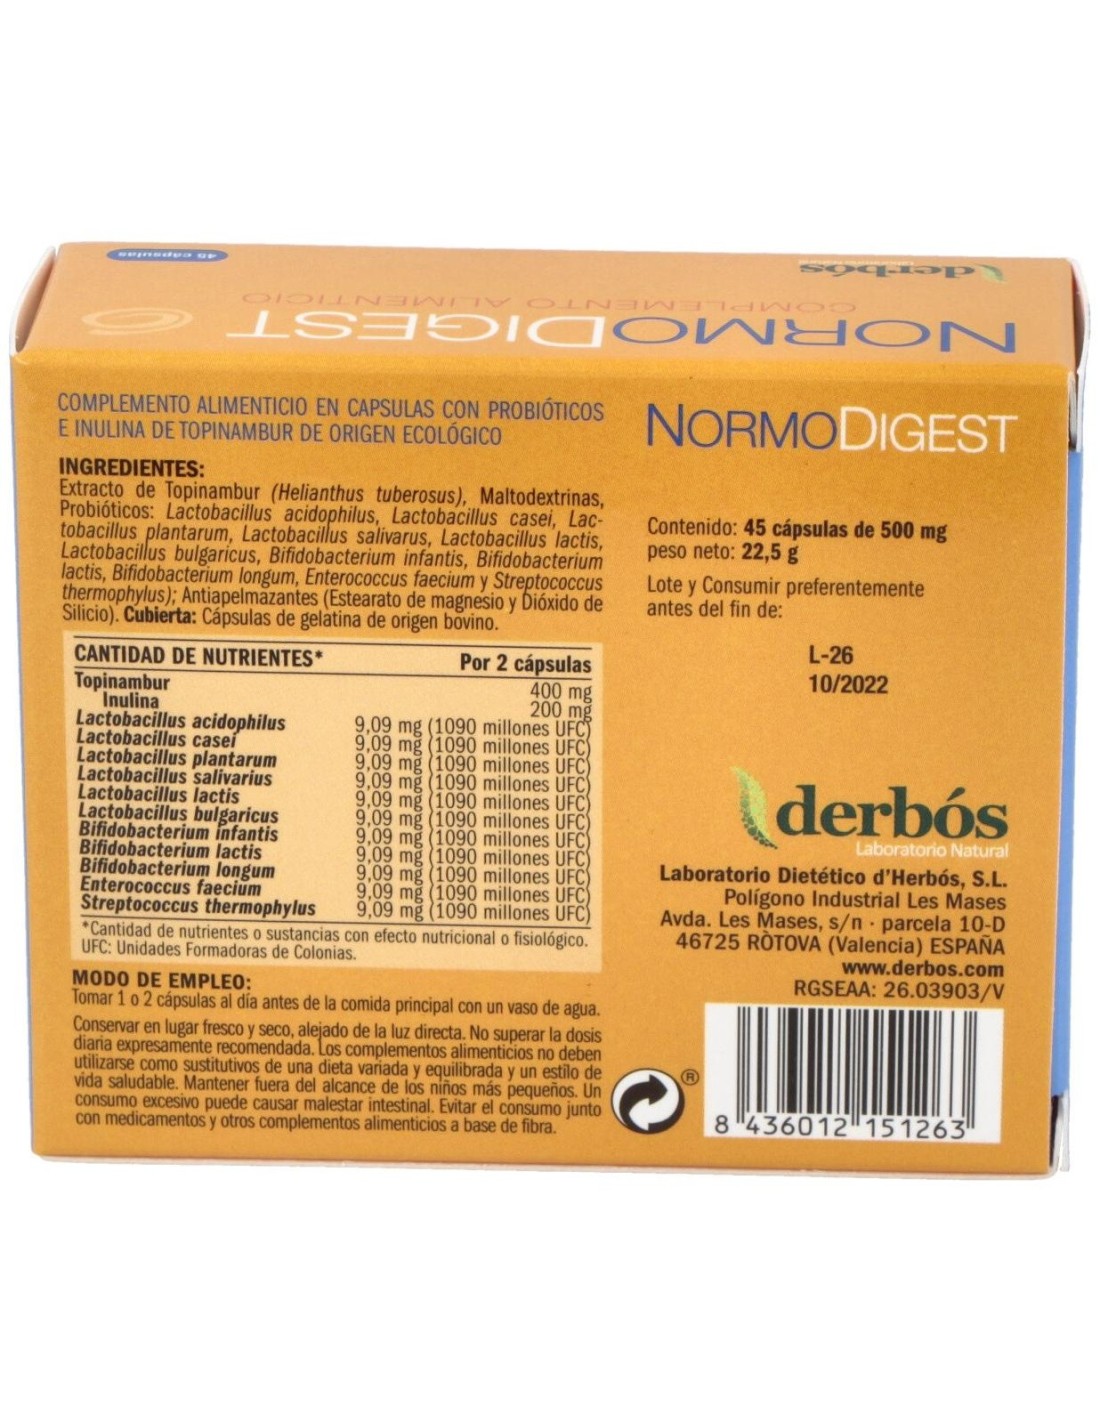 45 cápsulas
derbós
Laboratorio Natural
COMPLEMENTO ALIMENTICIO
NORMODIGEST
COMPLEMENTO ALIMENTICIO EN CAPSULAS CON PROBIÓTICOS
E INULINA DE TOPINAMBUR DE ORIGEN ECOLÓGICO
INGREDIENTES:
Extracto de Topinambur (Helianthus tuberosus), Maltodextrinas,
Probióticos: Lactobacillus acidophilus, Lactobacillus casei, Lac-
tobacillus plantarum, Lactobacillus salivarus, Lactobacillus lactis,
Lactobacillus bulgaricus, Bifidobacterium infantis, Bifidobacterium
lactis, Bifidobacterium longum, Enterococcus faecium y Streptococcus
thermophylus); Antiapelmazantes (Estearato de magnesio y Dióxido de
Silicio). Cubierta: Cápsulas de gelatina de origen bovino.
CANTIDAD DE NUTRIENTES* Por 2 cápsulas
Topinambur 400 mg
Inulina 200 mg
Lactobacillus acidophilus 9,09 mg (1090 millones UFC)
Lactobacillus casei 9,09 mg (1090 millones UFC)
Lactobacillus plantarum 9,09 mg (1090 millones UFC)
Lactobacillus salivarius 9,09 mg (1090 millones UFC)
Lactobacillus lactis 9,09 mg (1090 millones UFC)
Lactobacillus bulgaricus 9,09 mg (1090 millones UFC)
Bifidobacterium infantis 9,09 mg (1090 millones UFC)
Bifidobacterium lactis 9,09 mg (1090 millones UFC)
Bifidobacterium longum 9,09 mg (1090 millones UFC)
Enterococcus faecium 9,09 mg (1090 millones UFC)
Streptococcus thermophylus 9,09 mg (1090 millones UFC)
*Cantidad de nutrientes o sustancias con efecto nutricional o fisiológico.
UFC: Unidades Formadoras de Colonias.
MODO DE EMPLEO:
Tomar 1 o 2 cápsulas al día antes de la comida principal con un vaso de agua.
Conservar en lugar fresco y seco, alejado de la luz directa. No superar la dosis
diaria expresamente recomendada. Los complementos alimenticios no deben
utilizarse como sustitutivos de una dieta variada y equilibrada y un estilo de
vida saludable. Mantener fuera del alcance de los niños más pequeños. Un
consumo excesivo puede causar malestar intestinal. Evitar el consumo junto
con medicamentos y otros complementos alimenticios a base de fibra.
NORMODIGEST
Contenido: 45 cápsulas de 500 mg
peso neto: 22,5 g
Lote y Consumir preferentemente
antes del fin de:
L-26
10/2022
derbós
Laboratorio Natural
Laboratorio Dietético d'Herbós, S.L.
Polígono Industrial Les Mases
Avda. Les Mases, s/n · parcela 10-D
46725 RÒTOVA (Valencia) ESPAÑA
www.derbos.com
RGSEAA: 26.03903/V
®
8 436012 151263